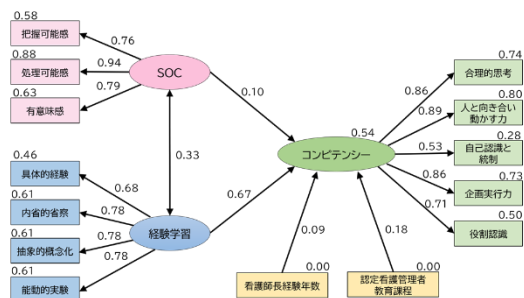 0.58
把握可能感
0.76
0.88
処理可能感
0.94
SOC
0.63
有意味感
0.79
0.10
0.33
0.46
具体的経験
0.68
0.61
内省的省察
0.78
0.61
抽象的概念化
0.78
0.61
能動的実験
0.78
経験学習
0.67
0.54
コンピテンシー
0.74
合理的思考
0.86
0.80
人と向き合い
動かす力
0.89
0.28
自己認識と
統制
0.53
0.73
企画実行力
0.86
0.50
役割認識
0.71
0.09
0.18
0.00
看護師長経験年数
0.00
認定看護管理者
教育課程